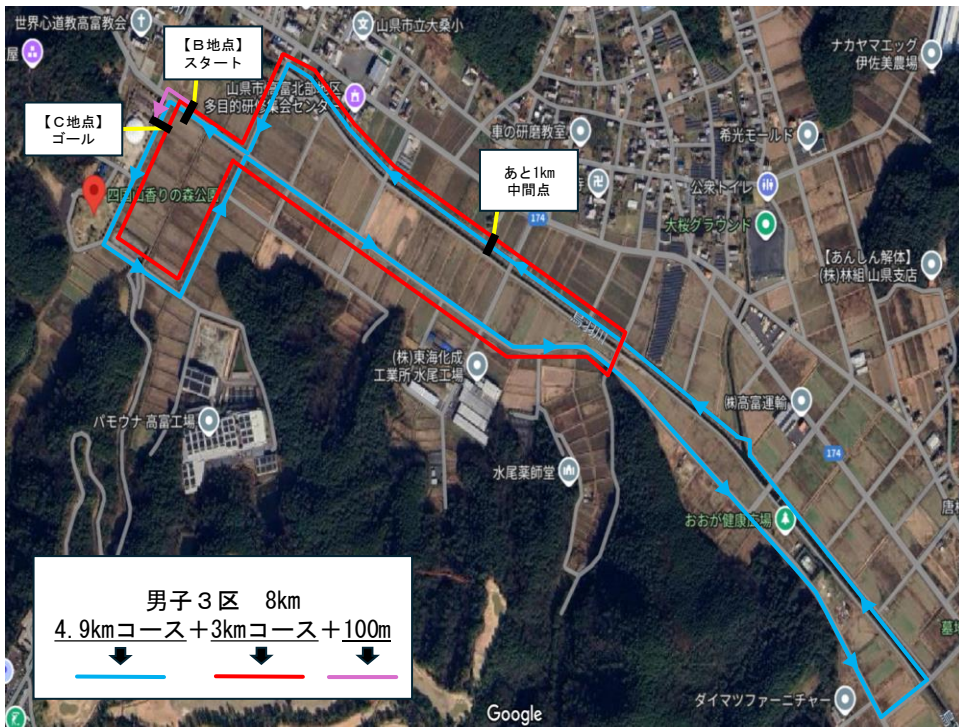 世界心道教高富教会
屋
【B地点】
スタート
山県市立大桑小
ナカヤマエッグ
伊佐美農場
【C地点】
ゴール
山県市高富北部地区
多目的研修集会センター
車の研磨教室
希光モールド
あと1km
中間点
寺
公衆トイレ
四国山香りの森公園
174
大桜グラウンド
【あんしん解体】
(株)林組 山県支店
鳥羽川
(株)東海化成
工業所 水尾工場
㈱高富運輸
パモウナ 高富工場
174
水尾薬師堂
おおが健康広場
唐
男子3区 8km
4.9kmコース+3kmコース+100m
墓
ダイマツファーニチャー
Google